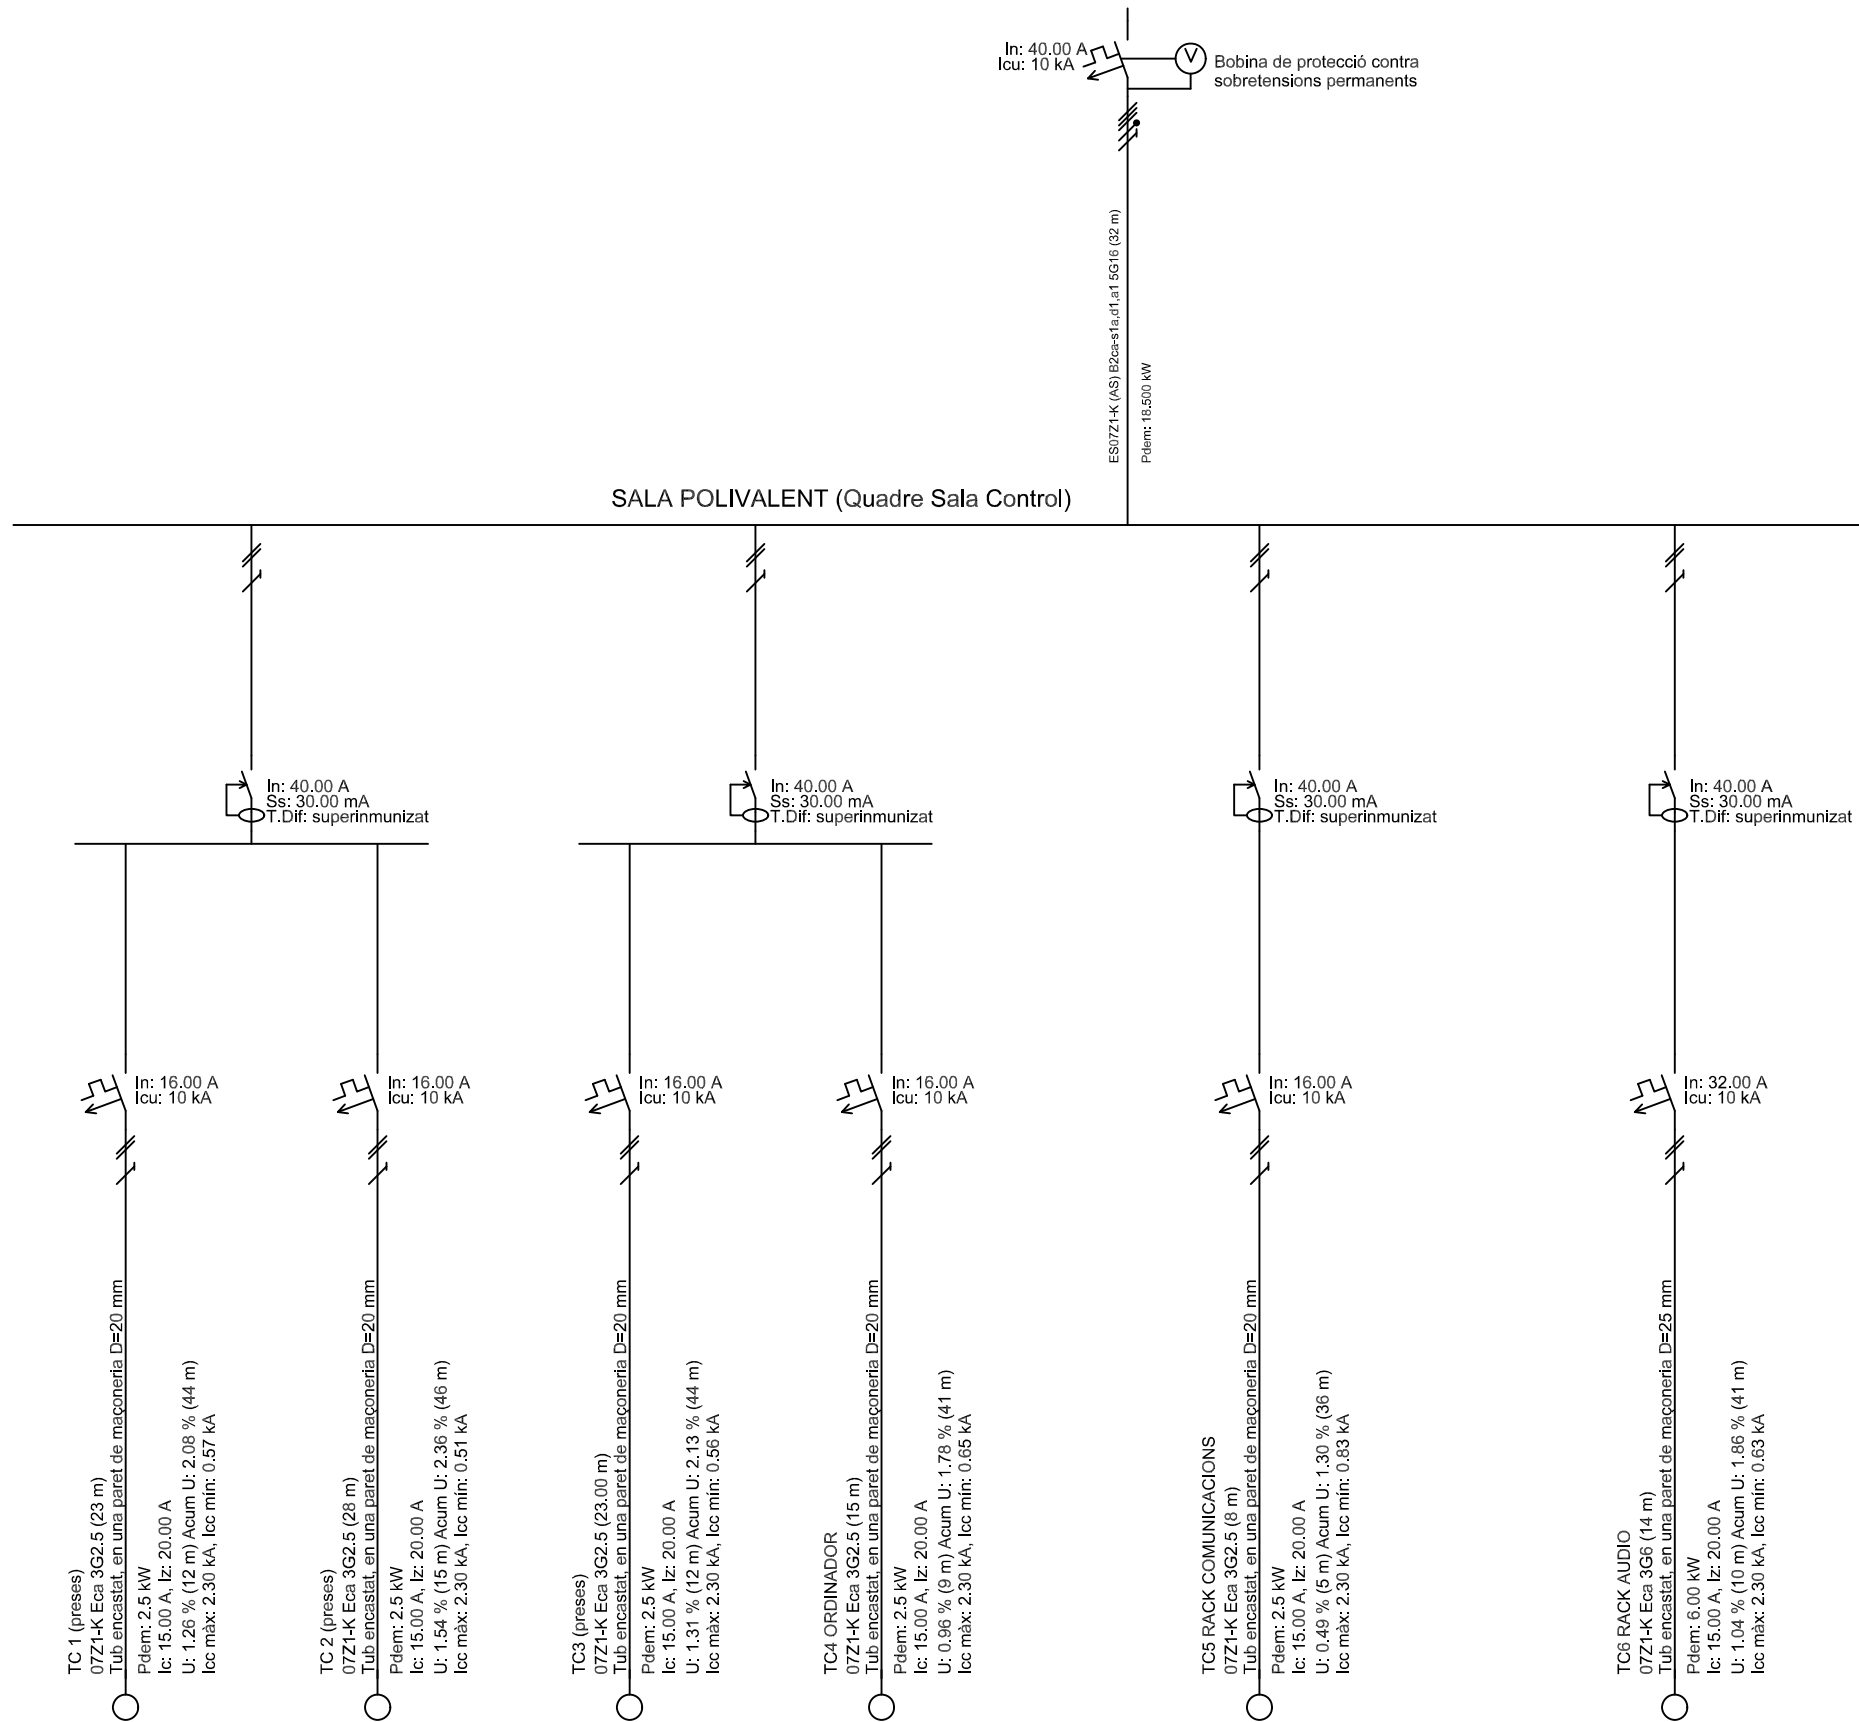 In: 40.00 A
Icu: 10 kA
V
Bobina de protecció contra
sobretensions permanents
ES07Z1-K (AS) B2ca-s1a,d1,a1 5G16 (32 m)
Pdem: 18.500 kW
SALA POLIVALENT (Quadre Sala Control)
In: 40.00 A
Ss: 30.00 mA
T.Dif: superinmunizat
In: 40.00 A
Ss: 30.00 mA
T.Dif: superinmunizat
In: 40.00 A
Ss: 30.00 mA
T.Dif: superinmunizat
In: 40.00 A
Ss: 30.00 mA
T.Dif: superinmunizat
In: 16.00 A
Icu: 10 kA
In: 16.00 A
Icu: 10 kA
In: 16.00 A
Icu: 10 kA
In: 16.00 A
Icu: 10 kA
In: 16.00 A
Icu: 10 kA
In: 32.00 A
Icu: 10 kA
TC 1 (preses)
07Z1-K Eca 3G2.5 (23 m)
Tub encastat, en una paret de maçoneria D=20 mm
Pdem: 2.5 kW
Ic: 15.00 A, Iz: 20.00 A
U: 1.26 % (12 m) Acum U: 2.08 % (44 m)
Icc màx: 2.30 kA, Icc mín: 0.57 kA
TC 2 (preses)
07Z1-K Eca 3G2.5 (28 m)
Tub encastat, en una paret de maçoneria D=20 mm
Pdem: 2.5 kW
Ic: 15.00 A, Iz: 20.00 A
U: 1.54 % (15 m) Acum U: 2.36 % (46 m)
Icc màx: 2.30 kA, Icc mín: 0.51 kA
TC3 (preses)
07Z1-K Eca 3G2.5 (23.00 m)
Tub encastat, en una paret de maçoneria D=20 mm
Pdem: 2.5 kW
Ic: 15.00 A, Iz: 20.00 A
U: 1.31 % (12 m) Acum U: 2.13 % (44 m)
Icc màx: 2.30 kA, Icc mín: 0.56 kA
TC4 ORDINADOR
07Z1-K Eca 3G2.5 (15 m)
Tub encastat, en una paret de maçoneria D=20 mm
Pdem: 2.5 kW
Ic: 15.00 A, Iz: 20.00 A
U: 0.96 % (9 m) Acum U: 1.78 % (41 m)
Icc màx: 2.30 kA, Icc mín: 0.65 kA
TC5 RACK COMUNICACIONS
07Z1-K Eca 3G2.5 (8 m)
Tub encastat, en una paret de maçoneria D=20 mm
Pdem: 2.5 kW
Ic: 15.00 A, Iz: 20.00 A
U: 0.49 % (5 m) Acum U: 1.30 % (36 m)
Icc màx: 2.30 kA, Icc mín: 0.83 kA
TC6 RACK AUDIO
07Z1-K Eca 3G6 (14 m)
Tub encastat, en una paret de maçoneria D=25 mm
Pdem: 6.00 kW
Ic: 15.00 A, Iz: 20.00 A
U: 1.04 % (10 m) Acum U: 1.86 % (41 m)
Icc màx: 2.30 kA, Icc mín: 0.63 kA